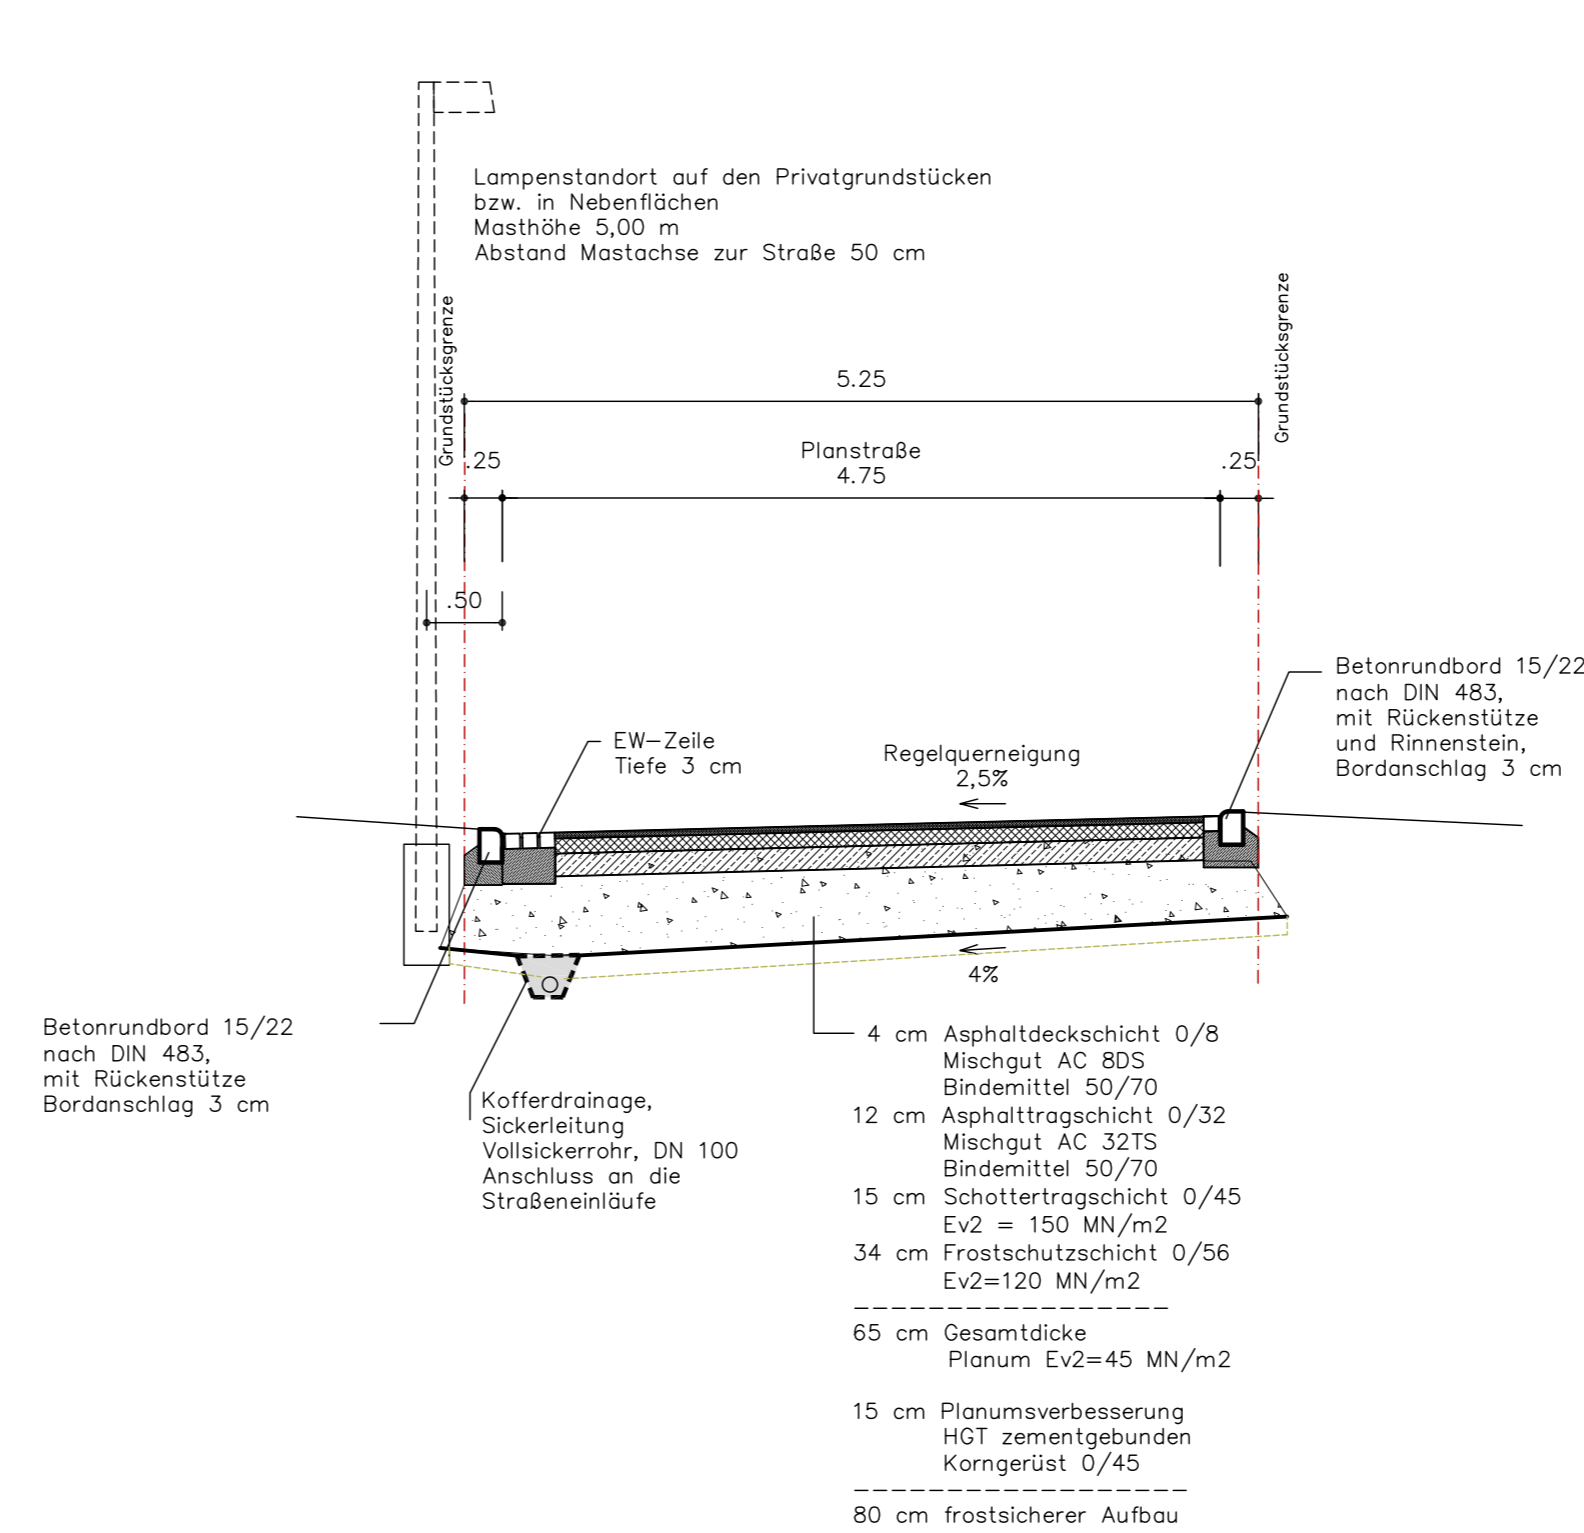 Lampenstandort auf den Privatgrundstücken
bzw. in Nebenflächen
Masthöhe 5,00 m
Abstand Mastachse zur Straße 50 cm
Grundstücksgrenze
Grundstücksgrenze
5.25
.25
Planstraße
4.75
.25
.50
Betonrundbord 15/22
nach DIN 483,
mit Rückenstütze
und Rinnenstein,
Bordanschlag 3 cm
EW-Zeile
Tiefe 3 cm
Regelquerneigung
2,5%
4%
Betonrundbord 15/22
nach DIN 483,
mit Rückenstütze
Bordanschlag 3 cm
Kofferdrainage,
Sickerleitung
Vollsickerrohr, DN 100
Anschluss an die
Straßeneinläufe
4 cm Asphaltdeckschicht 0/8
Mischgut AC 8DS
Bindemittel 50/70
12 cm Asphalttragschicht 0/32
Mischgut AC 32TS
Bindemittel 50/70
15 cm Schottertragschicht 0/45
Ev2 = 150 MN/m2
34 cm Frostschutzschicht 0/56
Ev2=120 MN/m2
-----------------
65 cm Gesamtdicke
Planum Ev2=45 MN/m2
15 cm Planumsverbesserung
HGT zementgebunden
Korngerüst 0/45
------------------
80 cm frostsicherer Aufbau